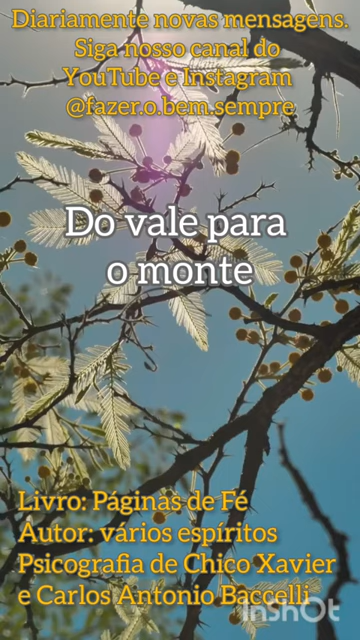 Diariamente novas mensagens.
Siga nosso canal do
YouTube e Instagram
@fazer.o.bem.sempre
Do vale para
o monte
Livro: Páginas de Fé
Autor: vários espíritos
Psicografia de Chico Xavier
e Carlos Antonio Baccelli
InShOt